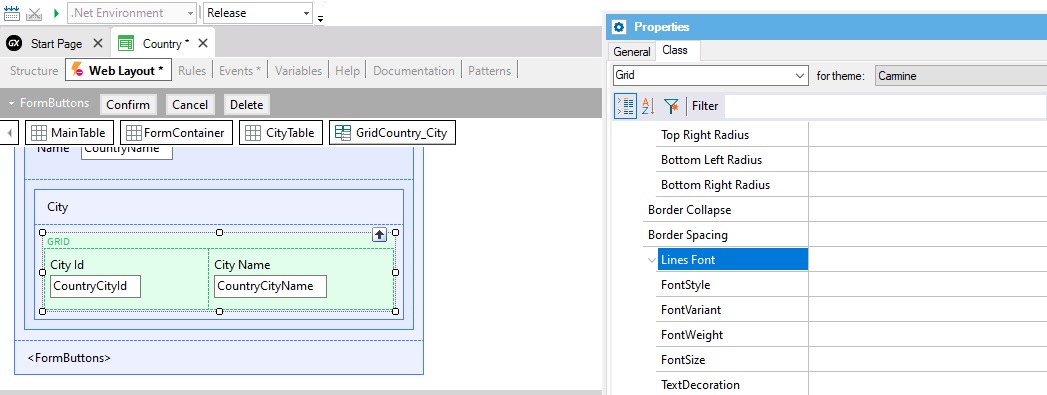 .Net Environment Release
GX Start Page Country *
Structure Web Layout * Rules Events * Variables Help Documentation Patterns
FormButtons Confirm Cancel Delete
MainTable FormContainer CityTable GridCountry_City
Name CountryName
City
GRID
City Id City Name
CountryCityId CountryCityName
<FormButtons>
Properties
General Class
Grid for theme: Carmine
Filter
Top Right Radius
Bottom Left Radius
Bottom Right Radius
Border Collapse
Border Spacing
Lines Font
FontStyle
FontVariant
FontWeight
FontSize
TextDecoration